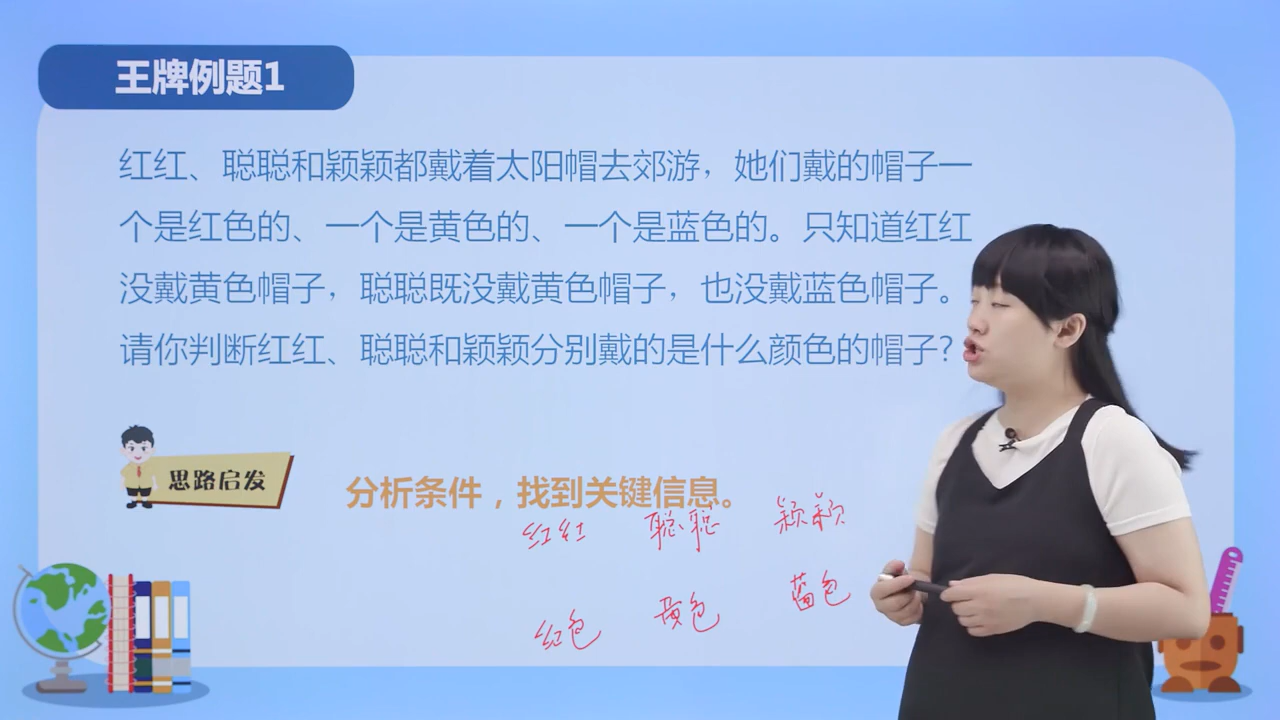 王牌例题1
红红、聪聪和颖颖都戴着太阳帽去郊游，她们戴的帽子一
个是红色的、一个是黄色的、一个是蓝色的。只知道红红
没戴黄色帽子，聪聪既没戴黄色帽子，也没戴蓝色帽子。
请你判断红红、聪聪和颖颖分别戴的是什么颜色的帽子?
思路启发
分析条件，找到关键信息。
红红 聪聪 颖颖
红色 黄色 蓝色